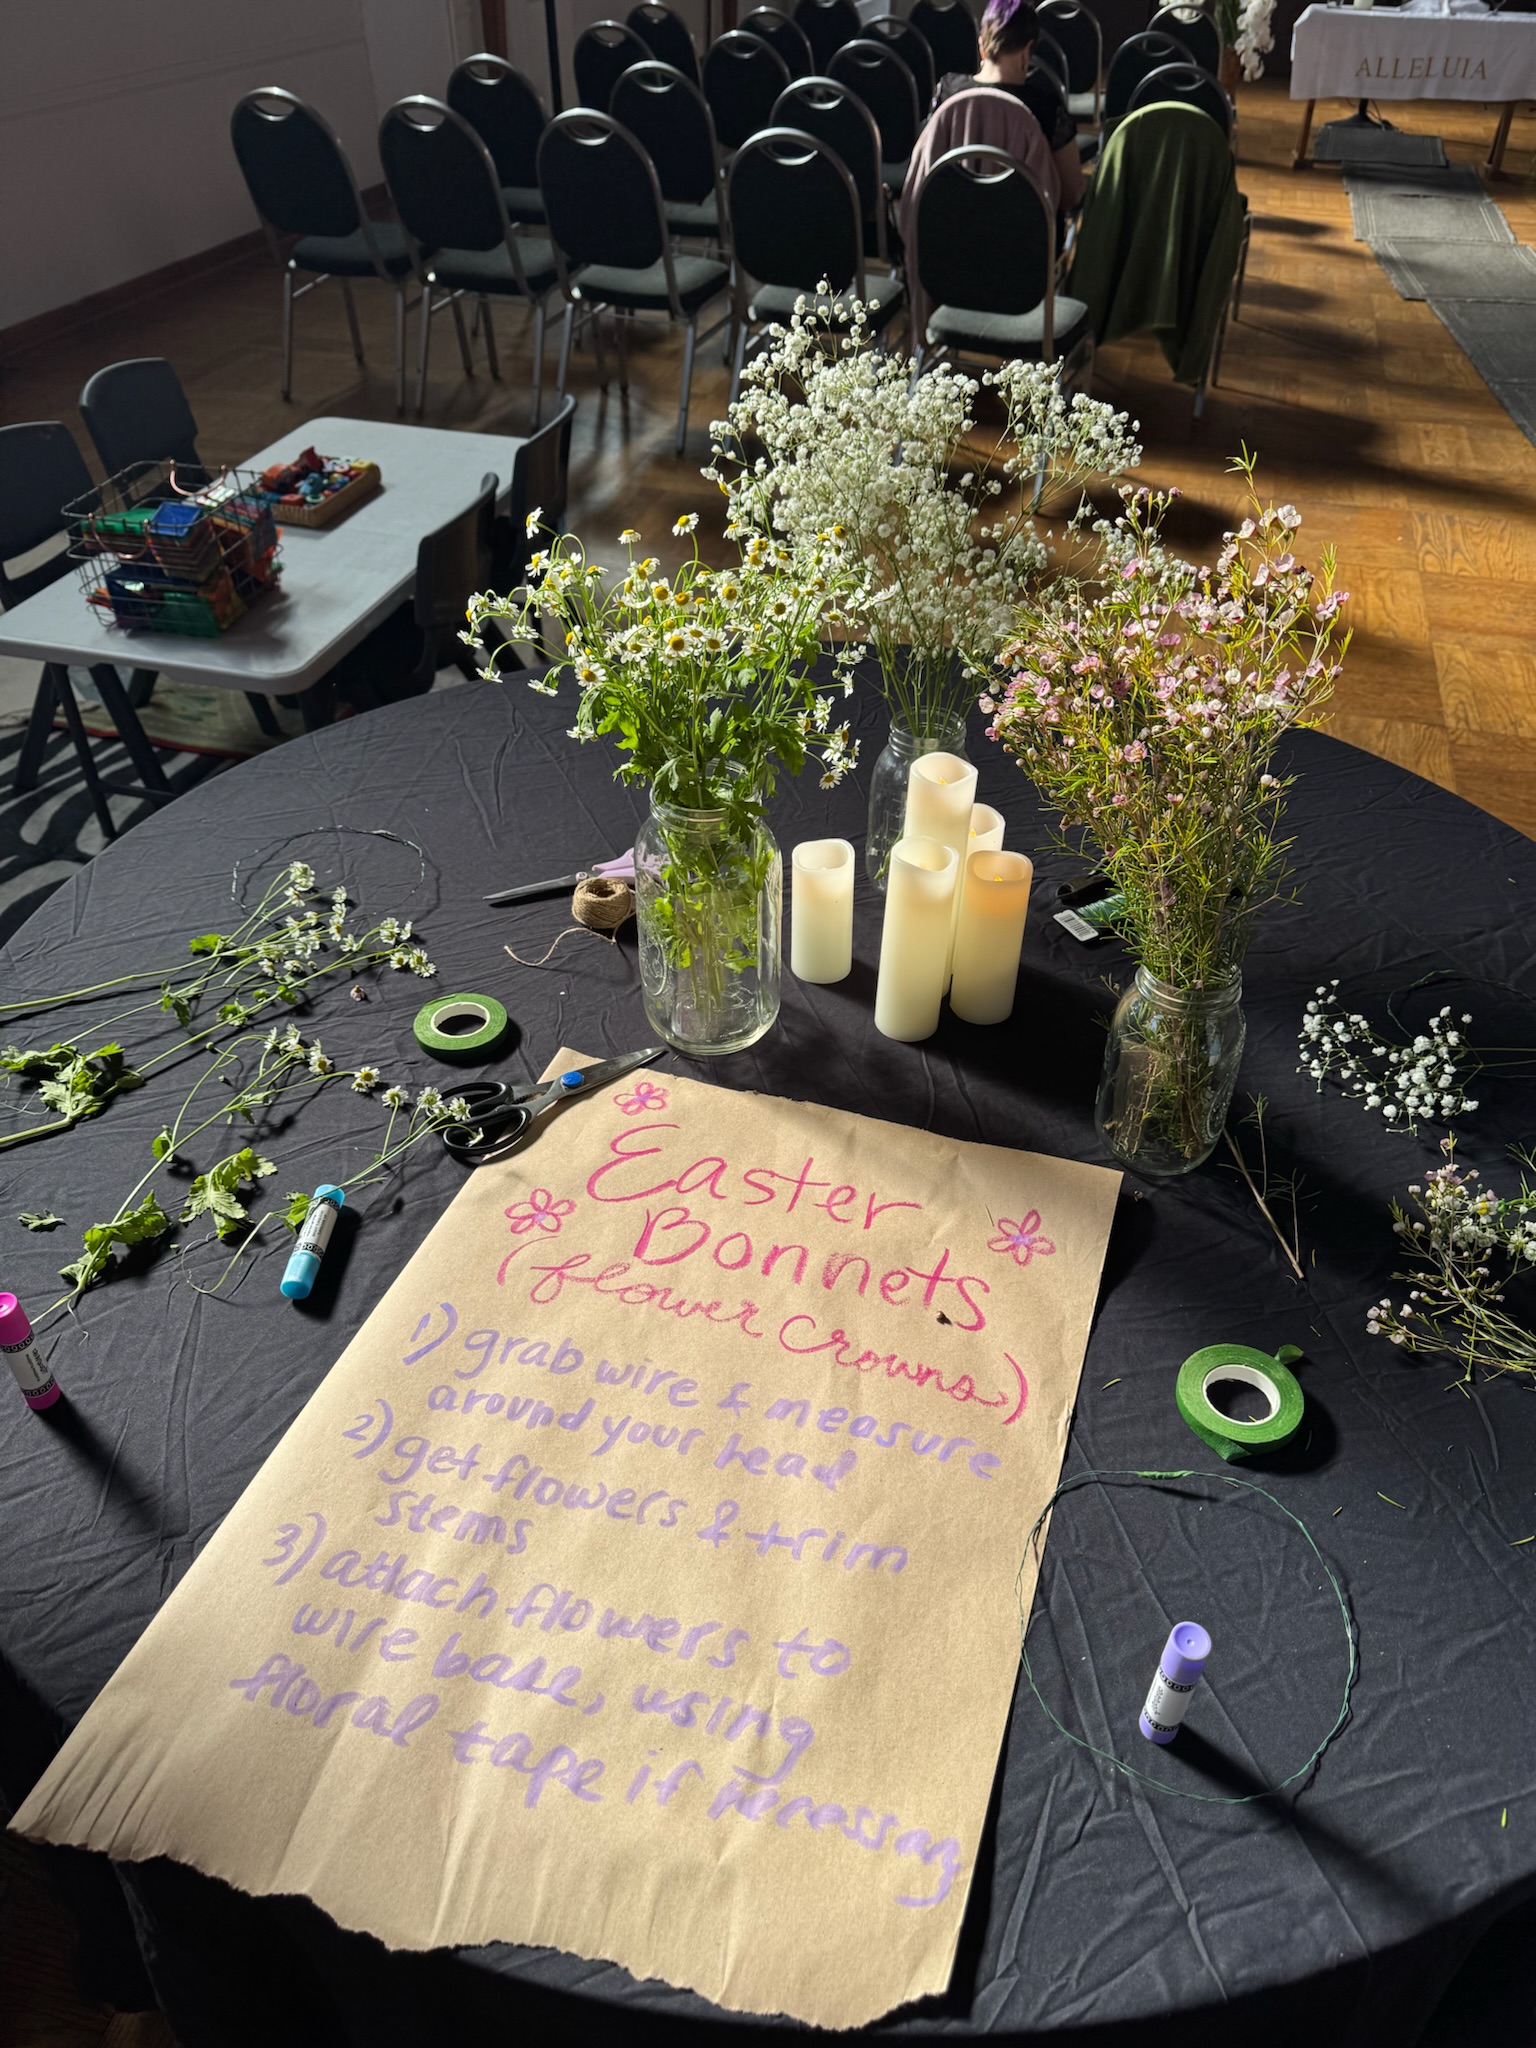 ALLELUIA
Easter
Bonnets
(flower crowns)
1) grab wire & measure
around your head
2) get flowers & trim
stems
3) attach flowers to
wire base, using
floral tape if necessary